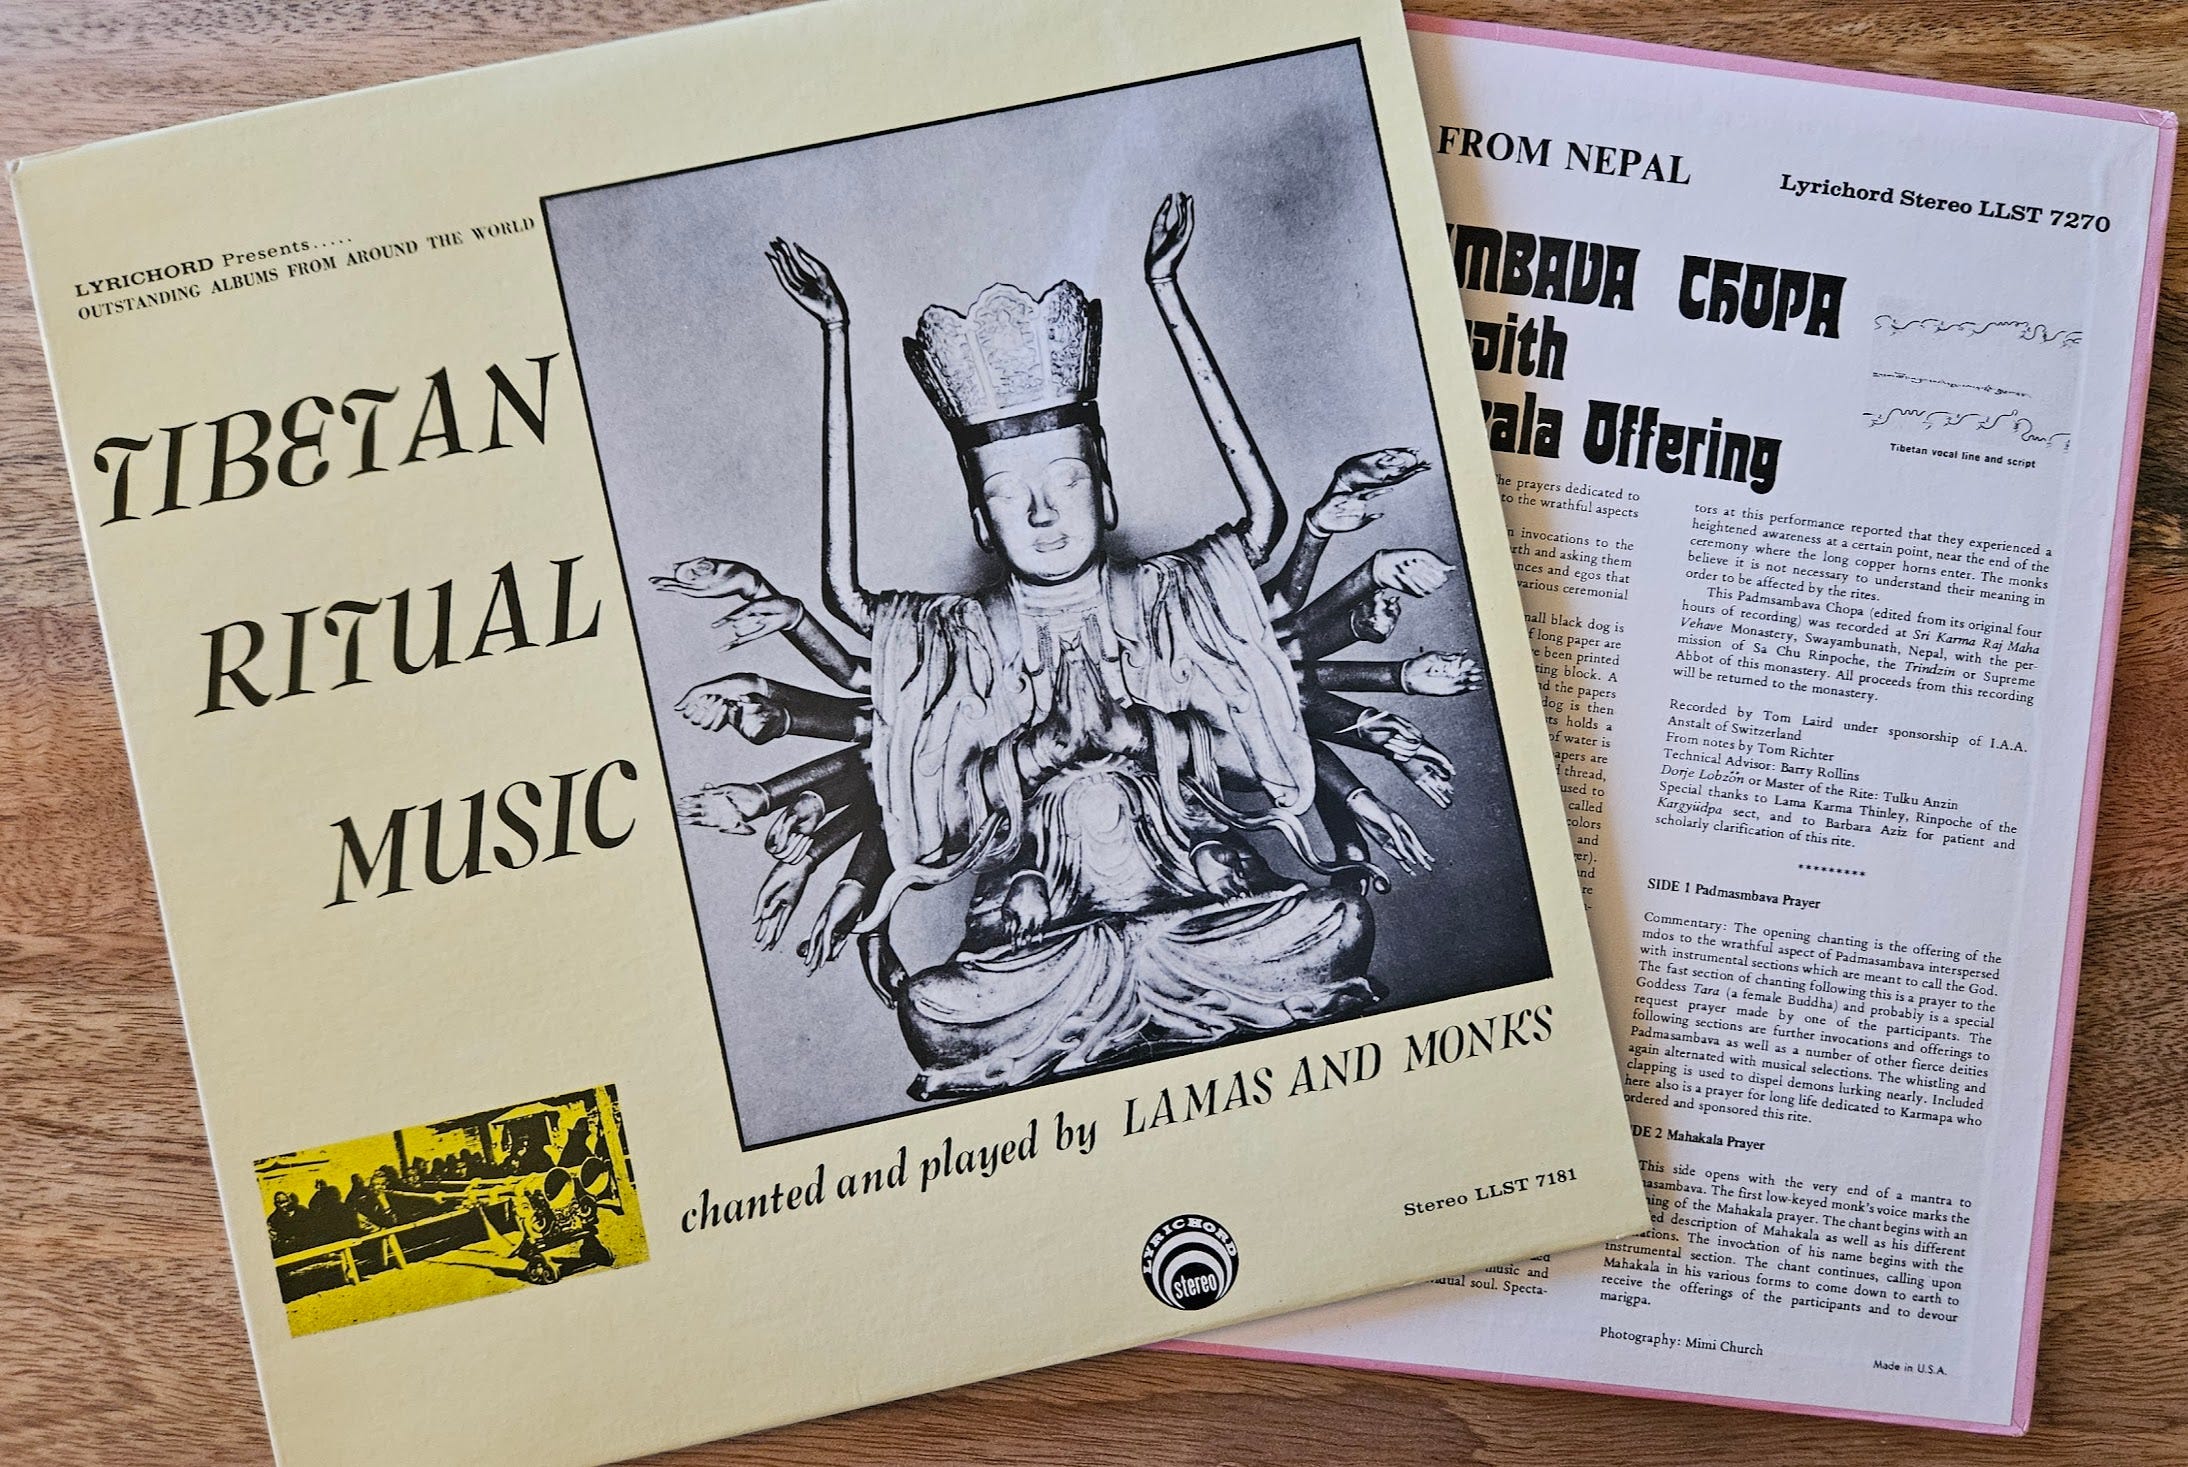 LYRICHORD Presents.....
OUTSTANDING ALBUMS FROM AROUND THE WORLD
TIBETAN
RITUAL
MUSIC
chanted and played by LAMAS AND MONKS
Stereo LLST 7181
LYRICHORD
stereo
FROM NEPAL
Lyrichord Stereo LLST 7270
CHOPA
with
Offering
Tibetan vocal line and script
he prayers dedicated to
to the wrathful aspects
invocations to the
rth and asking them
nces and egos that
various ceremonial
mall black dog is
f long paper are
been printed
ting block. A
nd the papers
dog is then
sts holds a
of water is
apers are
thread,
used to
called
colors
and
er).
and
re
music and
dual soul. Specta-
tors at this performance reported that they experienced a
heightened awareness at a certain point, near the end of the
ceremony where the long copper horns enter. The monks
believe it is not necessary to understand their meaning in
order to be affected by the rites.
This Padmsambava Chopa (edited from its original four
hours of recording) was recorded at Sri Karma Raj Maha
Vehave Monastery, Swayambunath, Nepal, with the per-
mission of Sa Chu Rinpoche, the Trindzin or Supreme
Abbot of this monastery. All proceeds from this recording
will be returned to the monastery.
Recorded by Tom Laird under sponsorship of I.A.A.
Anstalt of Switzerland
From notes by Tom Richter
Technical Advisor: Barry Rollins
Dorje Lobzön or Master of the Rite: Tulku Anzin
Special thanks to Lama Karma Thinley, Rinpoche of the
Kargyüdpa sect, and to Barbara Aziz for patient and
scholarly clarification of this rite.
*********
SIDE 1 Padmasmbava Prayer
Commentary: The opening chanting is the offering of the
mdos to the wrathful aspect of Padmasambava interspersed
with instrumental sections which are meant to call the God.
The fast section of chanting following this is a prayer to the
Goddess Tara (a female Buddha) and probably is a special
request prayer made by one of the participants. The
following sections are further invocations and offerings to
Padmasambava as well as a number of other fierce deities
again alternated with musical selections. The whistling and
clapping is used to dispel demons lurking nearly. Included
here also is a prayer for long life dedicated to Karmapa who
ordered and sponsored this rite.
DE 2 Mahakala Prayer
This side opens with the very end of a mantra to
masambava. The first low-keyed monk's voice marks the
ning of the Mahakala prayer. The chant begins with an
ed description of Mahakala as well as his different
ations. The invocation of his name begins with the
instrumental section. The chant continues, calling upon
Mahakala in his various forms to come down to earth to
receive the offerings of the participants and to devour
marigpa.
Photography: Mimi Church
Made in U.S.A.